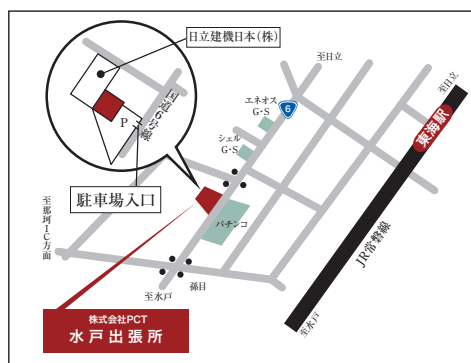 日立建機日本(株)
国道6号線
P
駐車場入口
至那珂IC方面
至日立
エネオス
G・S
6
シェル
G・S
パチンコ
至日立
東海駅
JR常磐線
至水戸
孫目
至水戸
株式会社PCT
水戸出張所